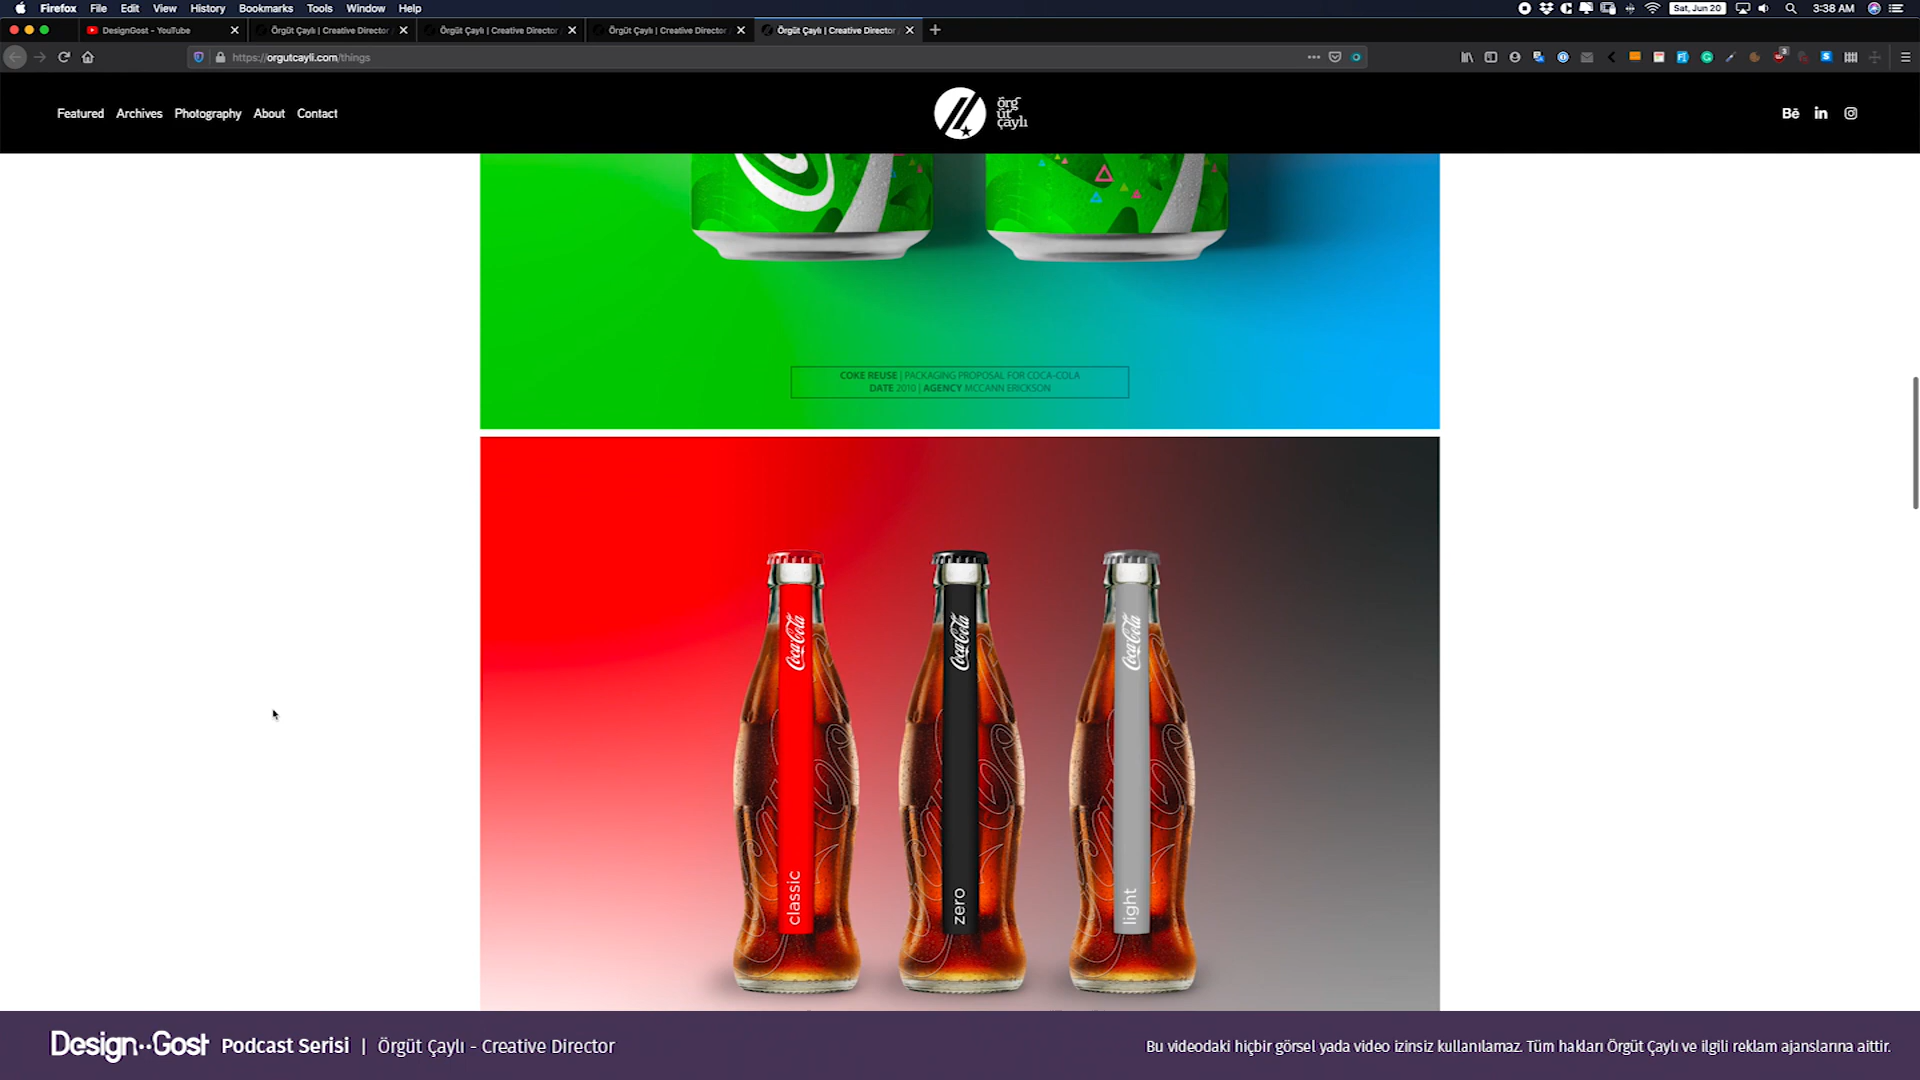 Firefox File Edit View History Bookmarks Tools Window Help
Sat, Jun 20 3:38 AM
DesignGost - YouTube
Örgüt Çaylı | Creative Director
Örgüt Çaylı | Creative Director
Örgüt Çaylı | Creative Director
Örgüt Çaylı | Creative Director
https://orgutcayli.com/things
Featured Archives Photography About Contact
örg
üt
çaylı
Bē in
COKE REUSE | PACKAGING PROPOSAL FOR COCA-COLA
DATE 2010 | AGENCY MCCANN ERICKSON
Coca-Cola
classic
Coca-Cola
zero
Coca-Cola
light
Design··Gost Podcast Serisi | Örgüt Çaylı - Creative Director
Bu videodaki hiçbir görsel yada video izinsiz kullanılamaz. Tüm hakları Örgüt Çaylı ve ilgili reklam ajanslarına aittir.